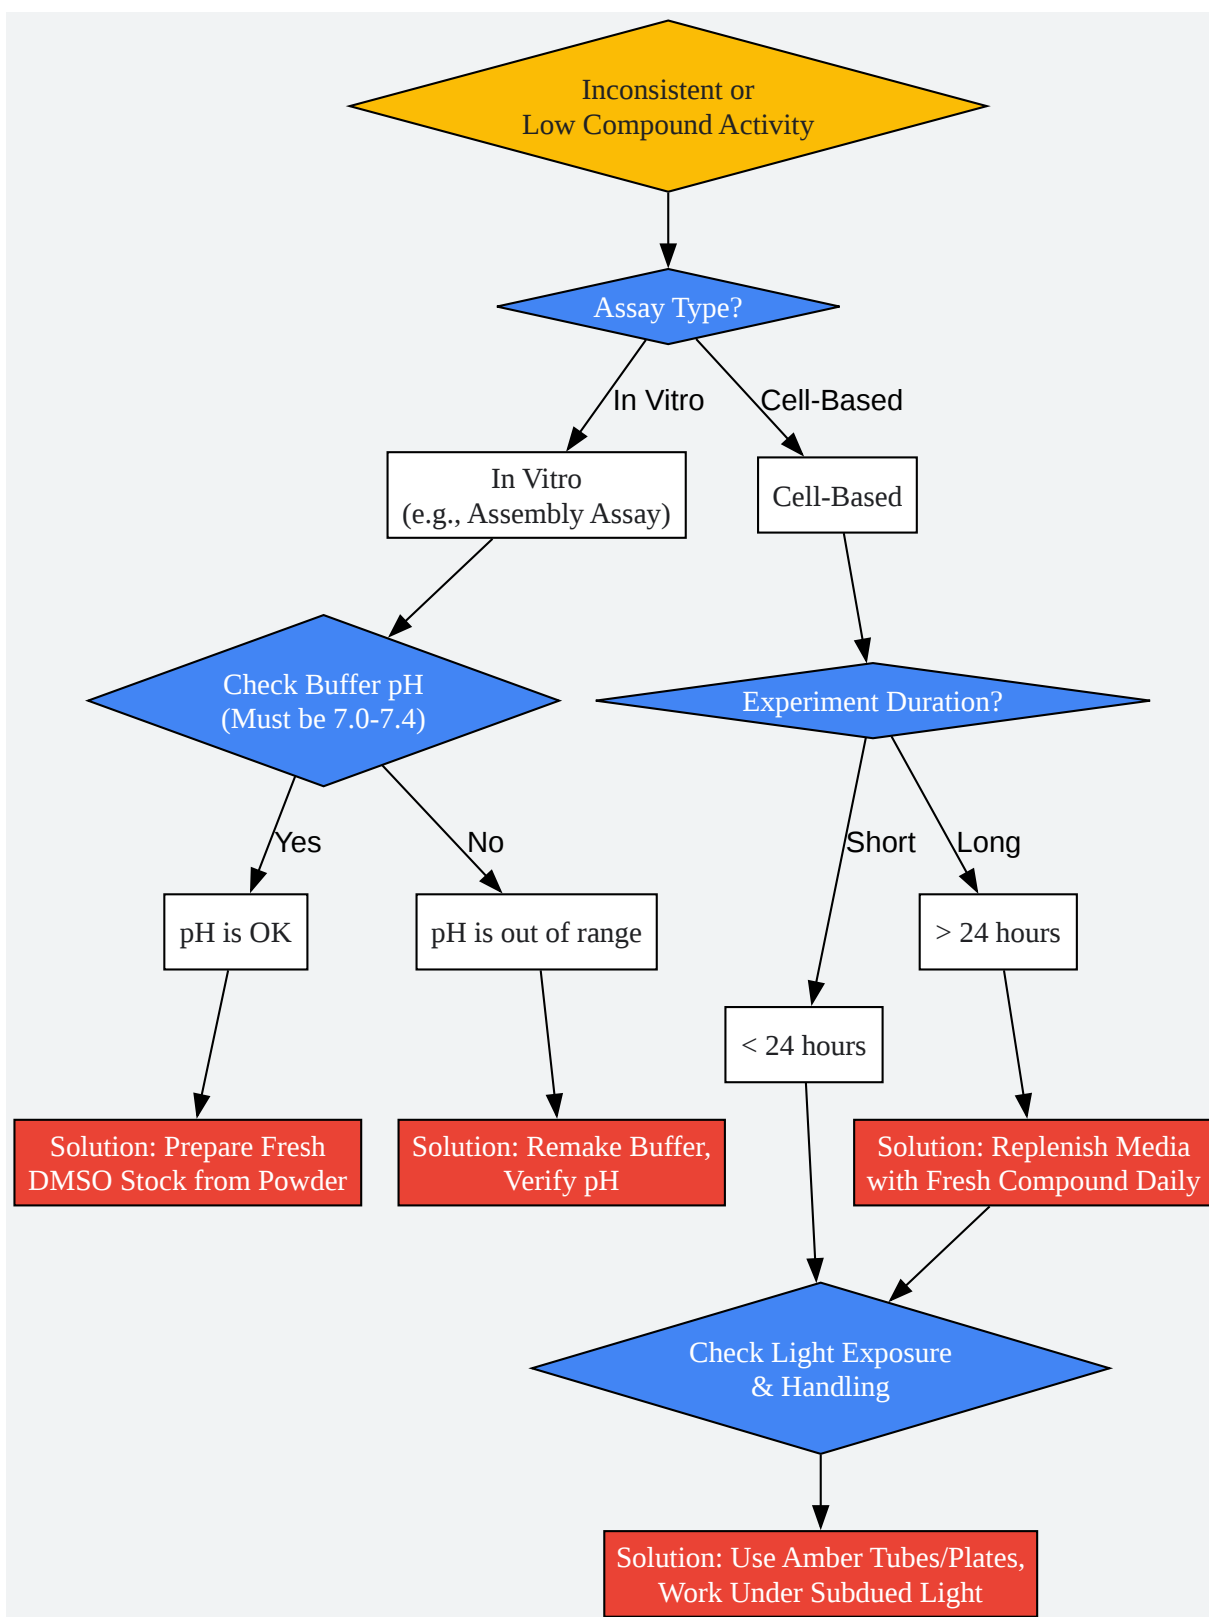 Inconsistent or
Low Compound Activity
Assay Type?
In Vitro
Cell-Based
In Vitro
(e.g., Assembly Assay)
Cell-Based
Check Buffer pH
(Must be 7.0-7.4)
Experiment Duration?
Yes
No
Short
Long
pH is OK
pH is out of range
> 24 hours
< 24 hours
Solution: Prepare Fresh
DMSO Stock from Powder
Solution: Remake Buffer,
Verify pH
Solution: Replenish Media
with Fresh Compound Daily
Check Light Exposure
& Handling
Solution: Use Amber Tubes/Plates,
Work Under Subdued Light